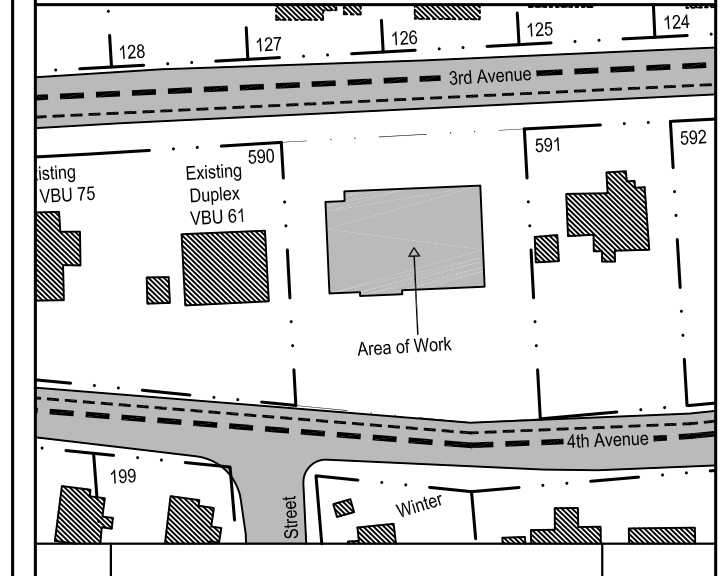 128
127
126
125
124
3rd Avenue
590
591
592
isting
VBU 75
Existing
Duplex
VBU 61
Area of Work
4th Avenue
199
Street
Winter